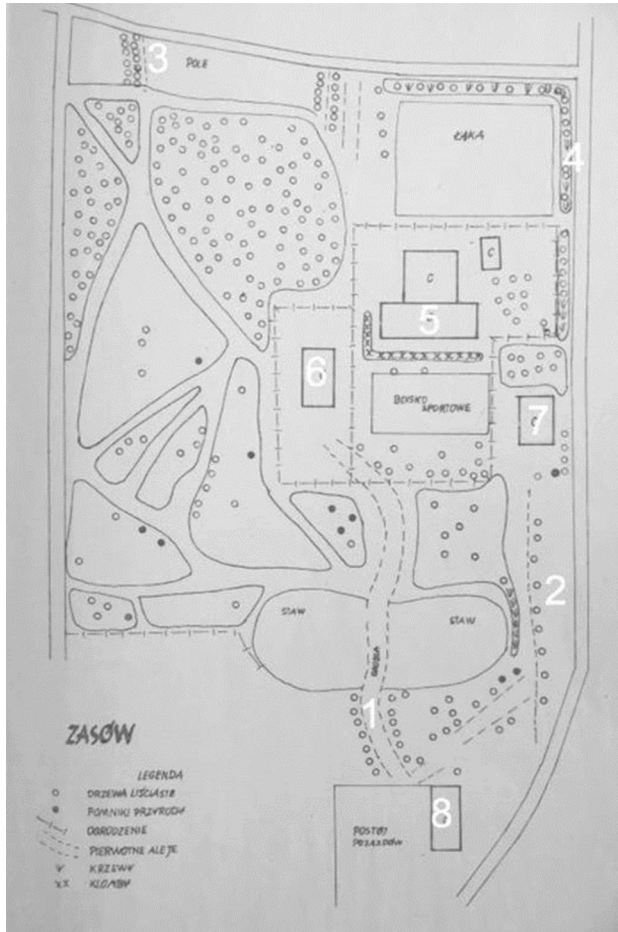 3
POLE
4
ŁĄKA
C
C
5
6
BOISKO
SPORTOWE
7
C
2
STAW
STAW
GROBLA
1
ZASÓW
LEGENDA
DRZEWA LIŚCIASTE
POMNIKI PRZYRODY
OGRODZENIE
PIERWOTNE ALEJE
KRZEWY
KLOMBY
POSTÓJ
POJAZDÓW
8